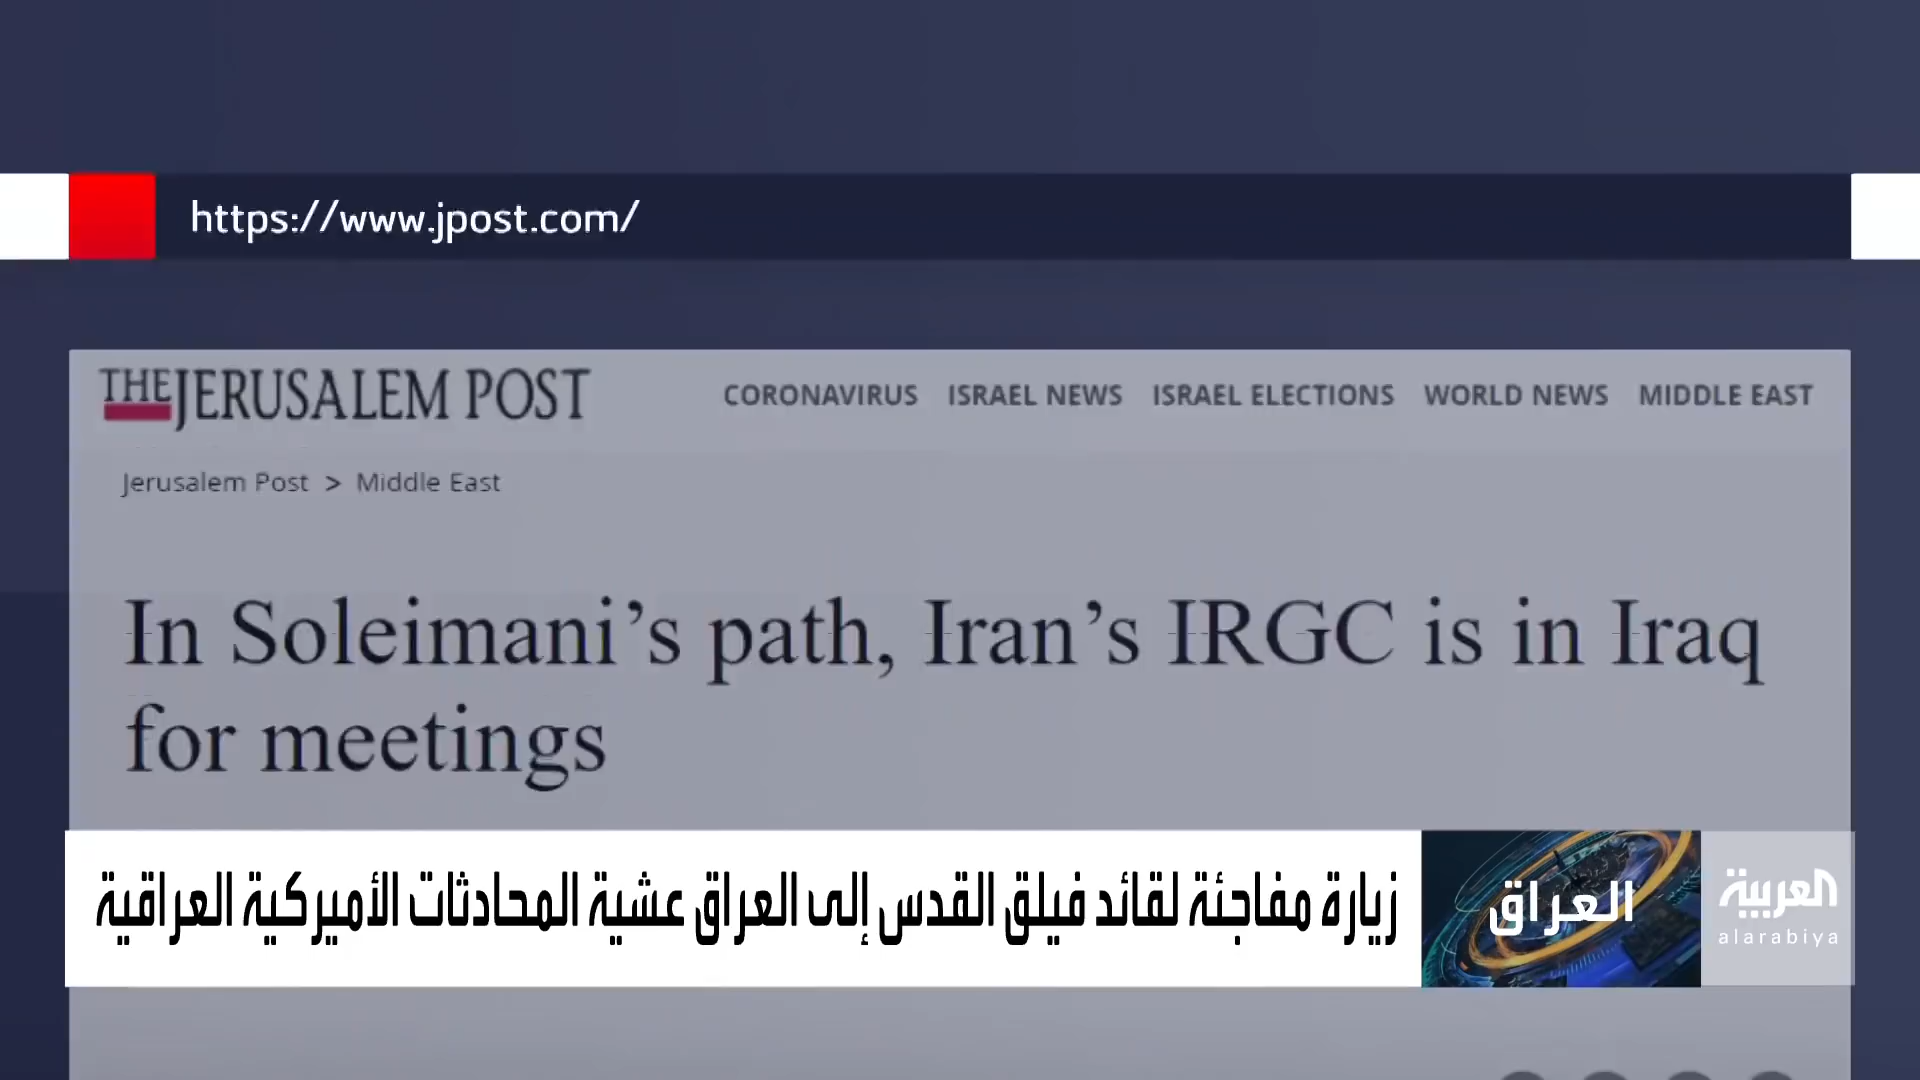 https://www.jpost.com/
THE JERUSALEM POST
CORONAVIRUS ISRAEL NEWS ISRAEL ELECTIONS WORLD NEWS MIDDLE EAST
Jerusalem Post > Middle East
In Soleimani’s path, Iran’s IRGC is in Iraq
for meetings
زيارة مفاجئة لقائد فيلق القدس إلى العراق عشية المحادثات الأميركية العراقية
العراق
العربية
alarabiya